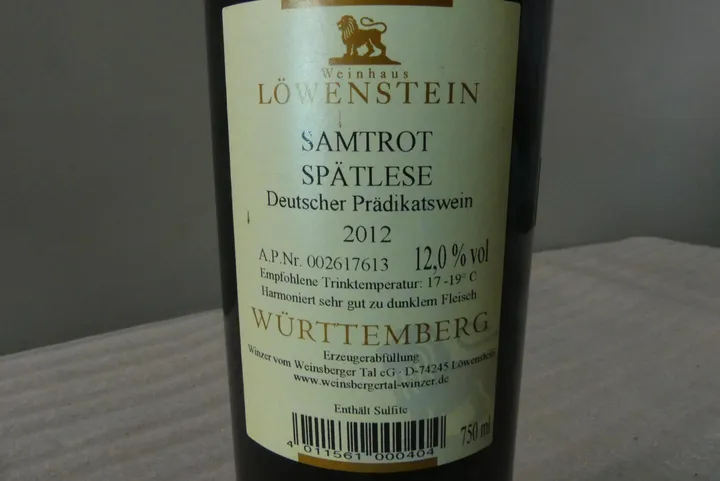 Weinhaus
LÖWENSTEIN
SAMTROT
SPÄTLESE
Deutscher Prädikatswein
2012
A.P.Nr. 002617613 12,0 % vol
Empfohlene Trinktemperatur: 17 -19° C
Harmoniert sehr gut zu dunklem Fleisch
WÜRTTEMBERG
Erzeugerabfüllung
Winzer vom Weinsberger Tal eG · D-74245 Löwenstein
www.weinsbergertal-winzer.de
Enthält Sulfite
750 ml
4 011561 000404